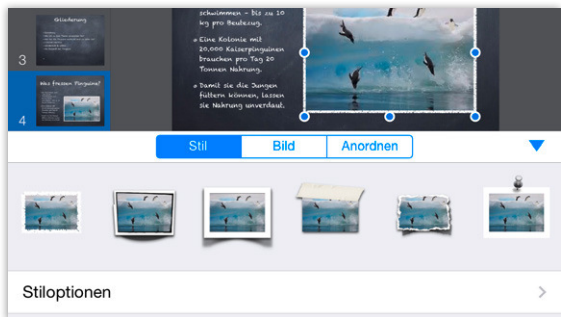 Gliederung
3
Was fressen Pinguine?
4
schwimmen – bis zu 10
kg pro Beutezug.
Eine Kolonie mit
20,000 Kaiserpinguinen
brauchen pro Tag 20
Tonnen Nahrung.
Damit sie die Jungen
füttern können, lassen
sie Nahrung unverdaut.
Stil
Bild
Anordnen
Stiloptionen